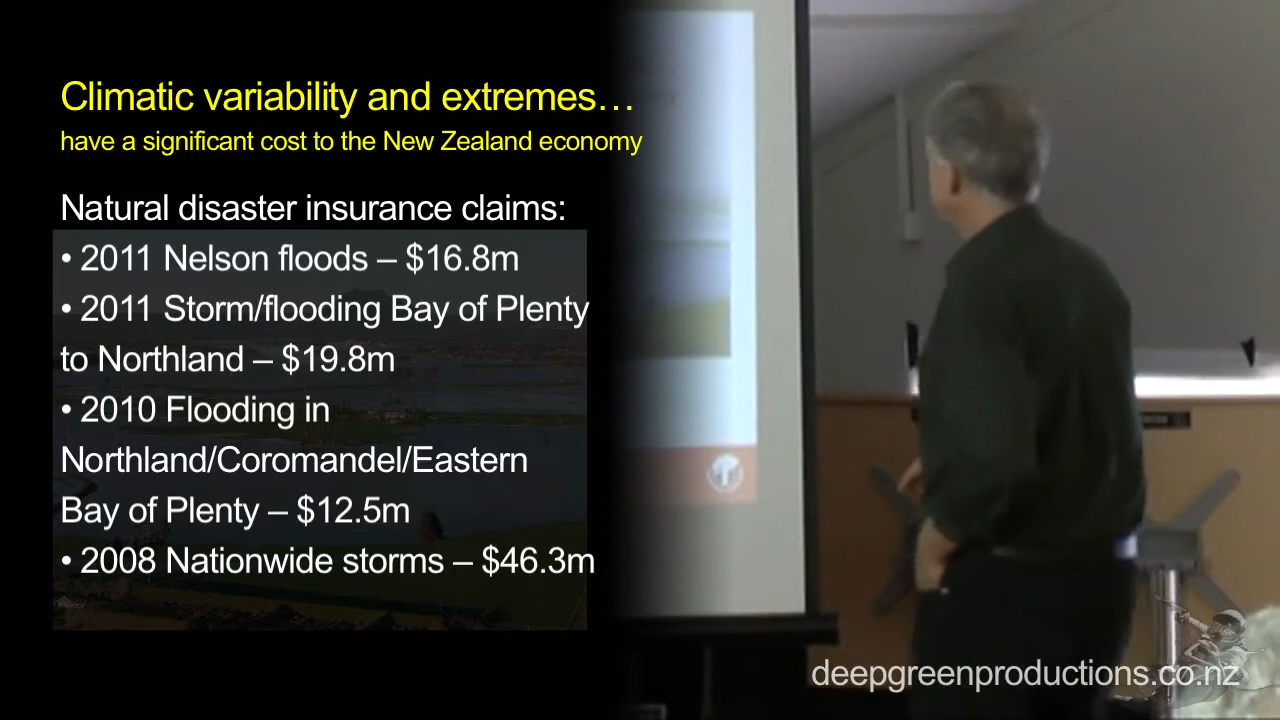 Climatic variability and extremes…
have a significant cost to the New Zealand economy
Natural disaster insurance claims:
• 2011 Nelson floods – $16.8m
• 2011 Storm/flooding Bay of Plenty
to Northland – $19.8m
• 2010 Flooding in
Northland/Coromandel/Eastern
Bay of Plenty – $12.5m
• 2008 Nationwide storms – $46.3m
deepgreenproductions.co.nz